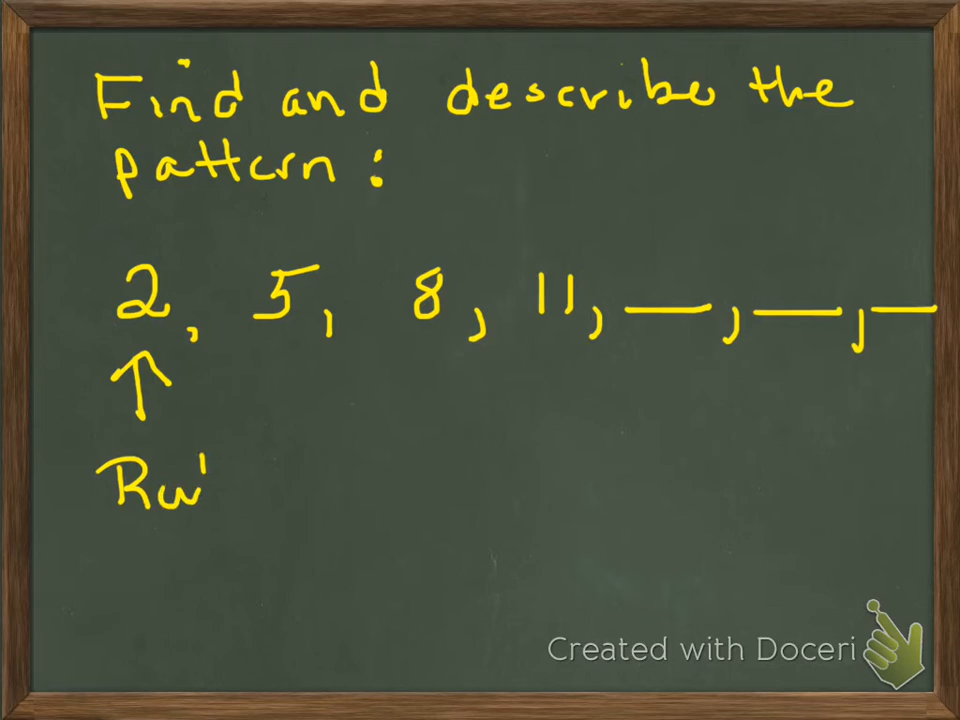 Find and describe the
pattern:
2, 5, 8, 11, __, __, __
↑
Created with Doceri